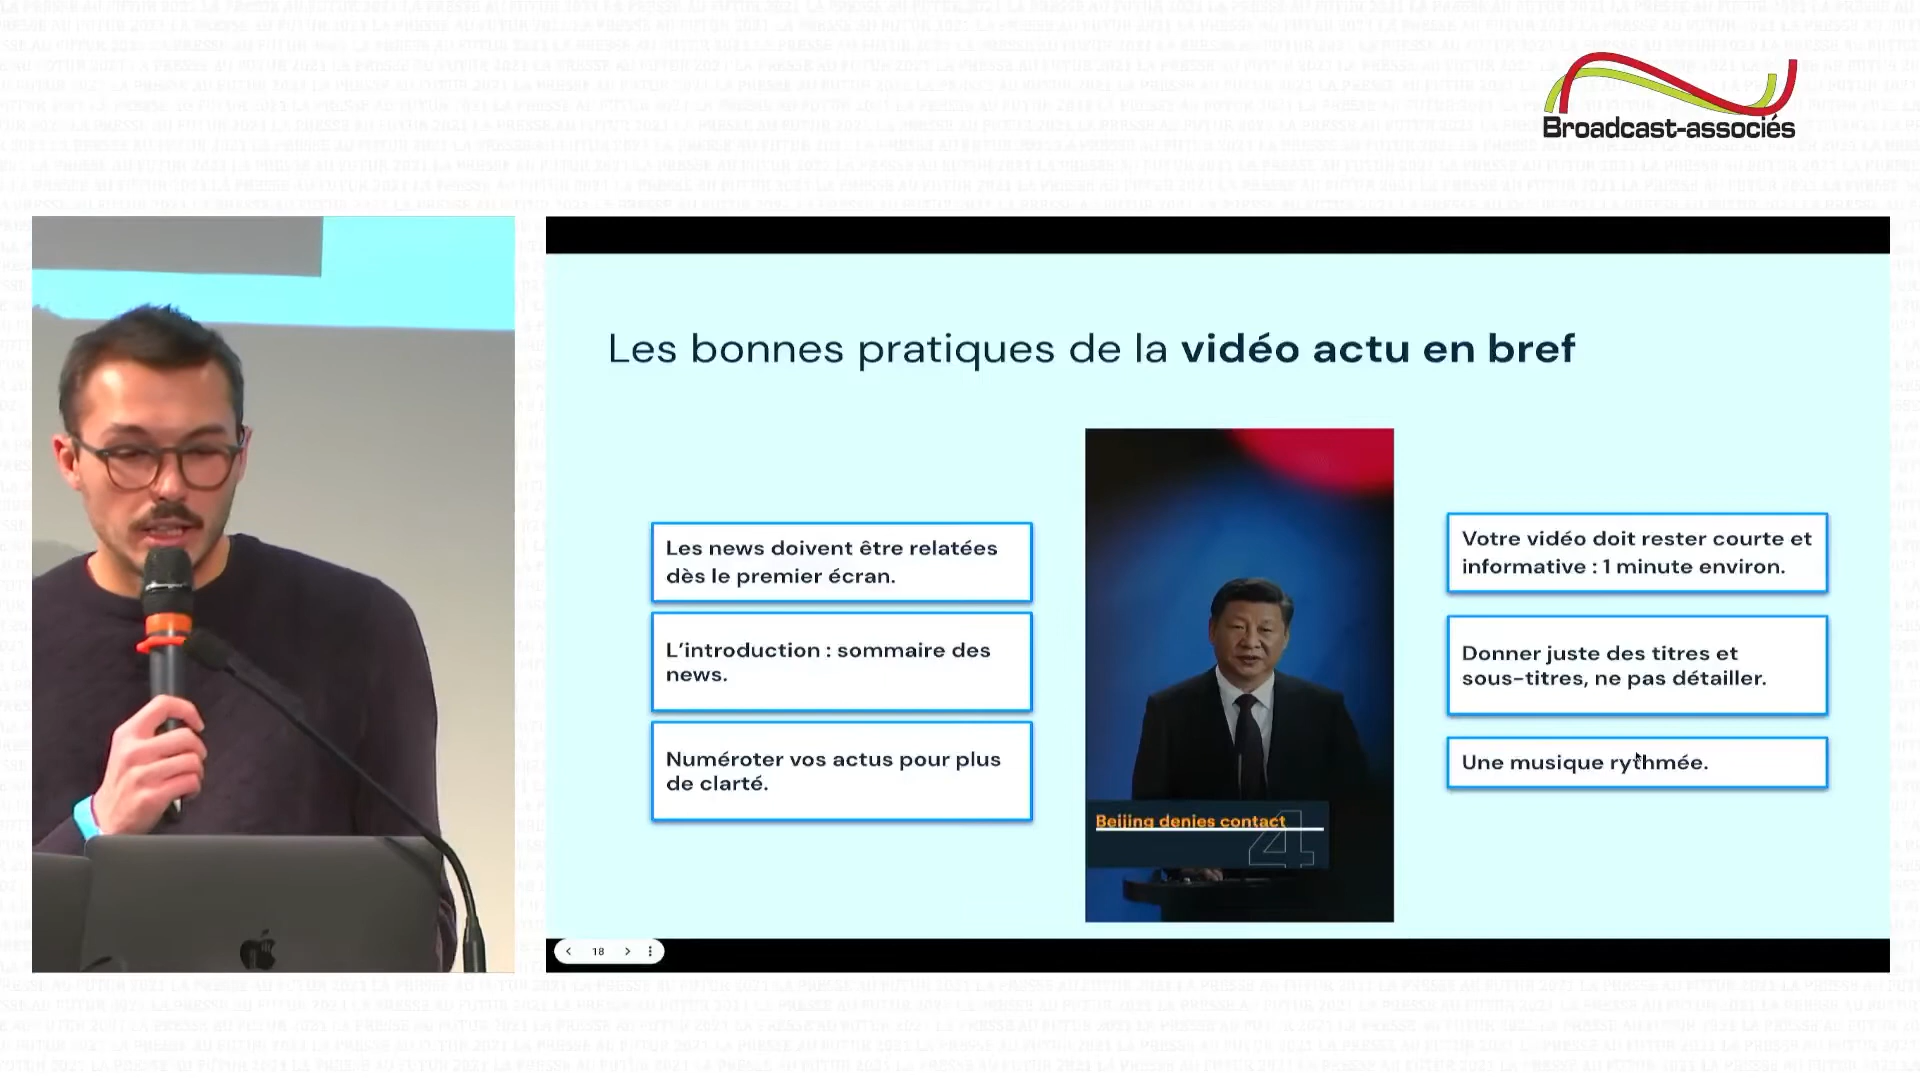 Broadcast-associés
Les bonnes pratiques de la vidéo actu en bref
Les news doivent être relatées
dès le premier écran.
L’introduction : sommaire des
news.
Numéroter vos actus pour plus
de clarté.
Beijing denies contact
4
Votre vidéo doit rester courte et
informative : 1 minute environ.
Donner juste des titres et
sous-titres, ne pas détailler.
Une musique rythmée.
18